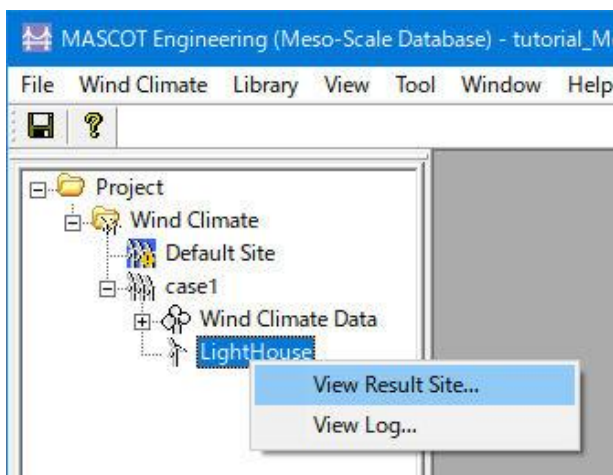 MASCOT Engineering (Meso-Scale Database) - tutorial_M
File Wind Climate Library View Tool Window Help
Project
Wind Climate
Default Site
case1
Wind Climate Data
LightHouse
View Result Site...
View Log...